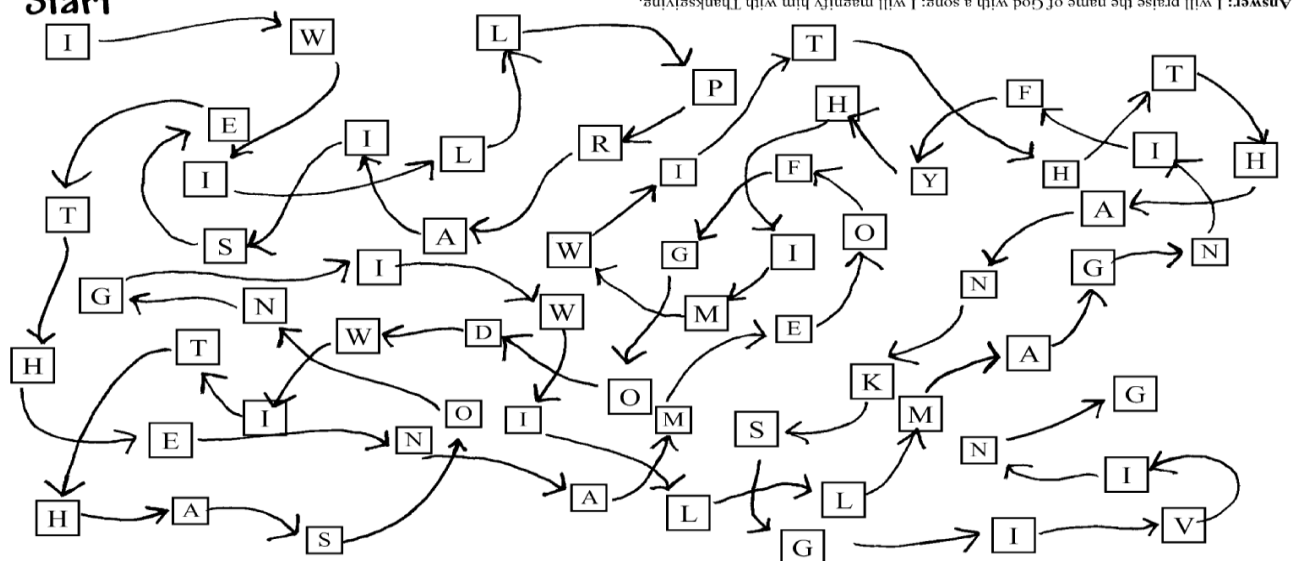 Start
Answer: I will praise the name of God with a song; I will magnify him with Thanksgiving.
I
W
I
L
L
P
R
A
I
S
E
T
H
E
N
A
M
E
O
F
G
O
D
W
I
T
H
A
S
O
N
G
I
W
I
L
L
M
A
G
N
I
F
Y
H
I
M
W
I
T
H
T
H
A
N
K
S
G
I
V
I
N
G